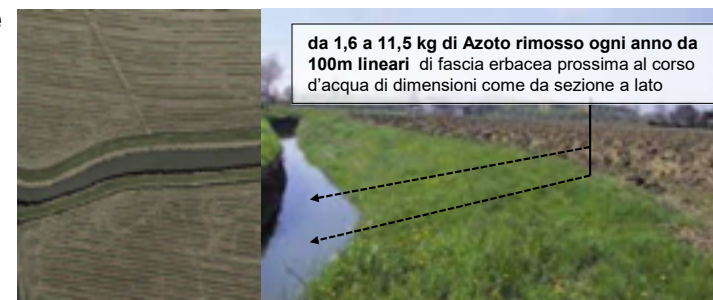 e
da 1,6 a 11,5 kg di Azoto rimosso ogni anno da
100m lineari di fascia erbacea prossima al corso
d'acqua di dimensioni come da sezione a lato